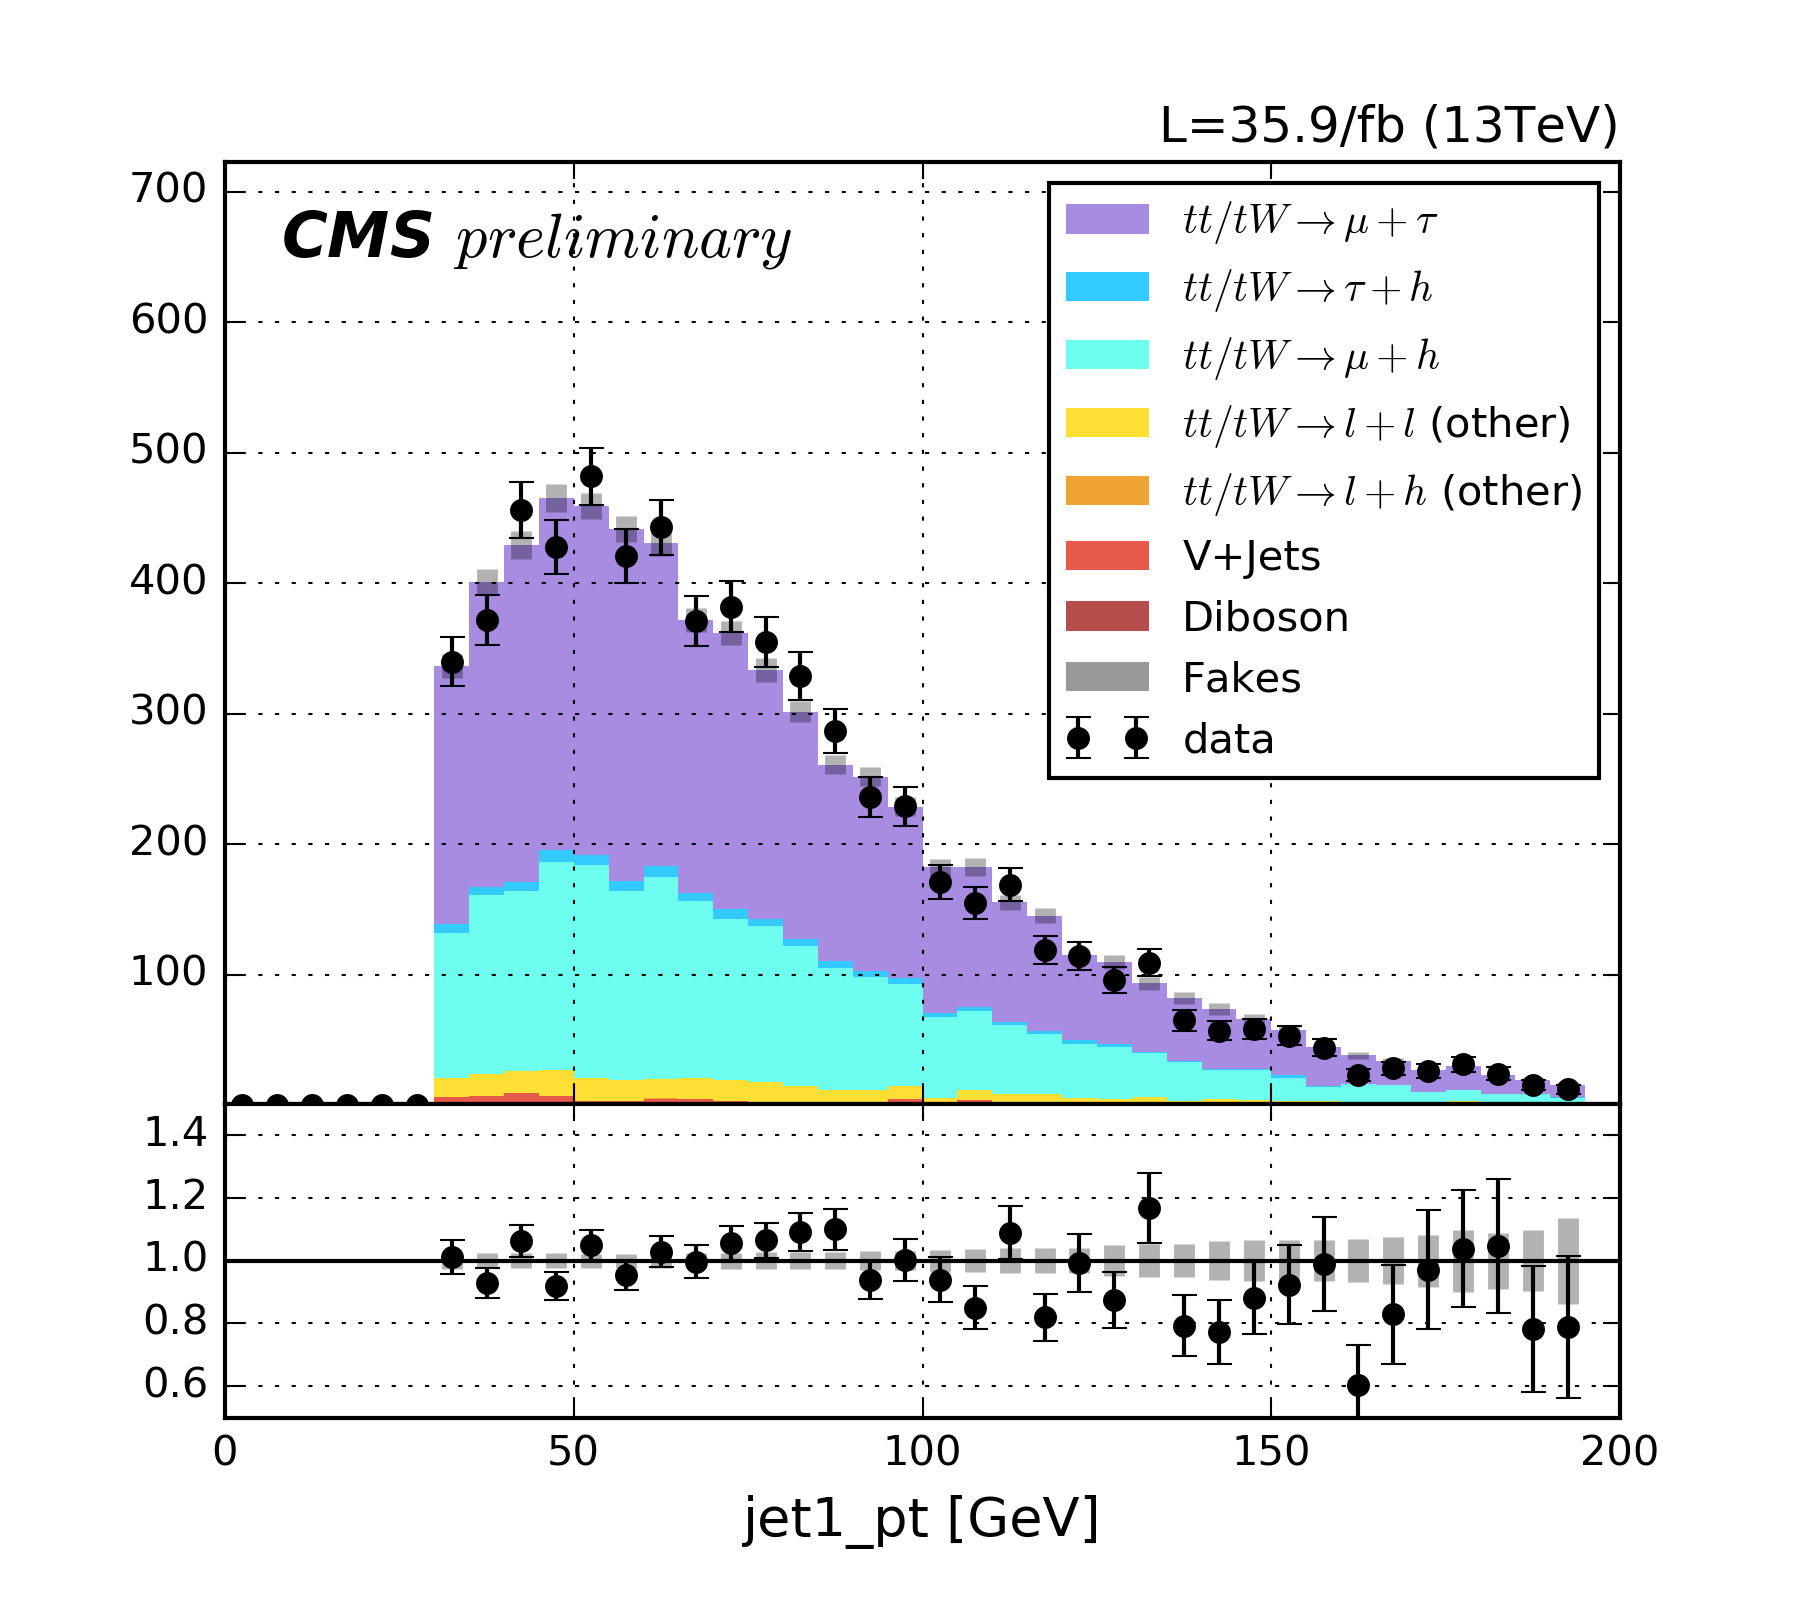 L=35.9/fb (13TeV)
CMS preliminary
700
600
500
400
300
200
100
tt/tW→μ+τ
tt/tW→τ+h
tt/tW→μ+h
tt/tW→l+l (other)
tt/tW→l+h (other)
V+Jets
Diboson
Fakes
data
1.4
1.2
1.0
0.8
0.6
0 50 100 150 200
jet1_pt [GeV]